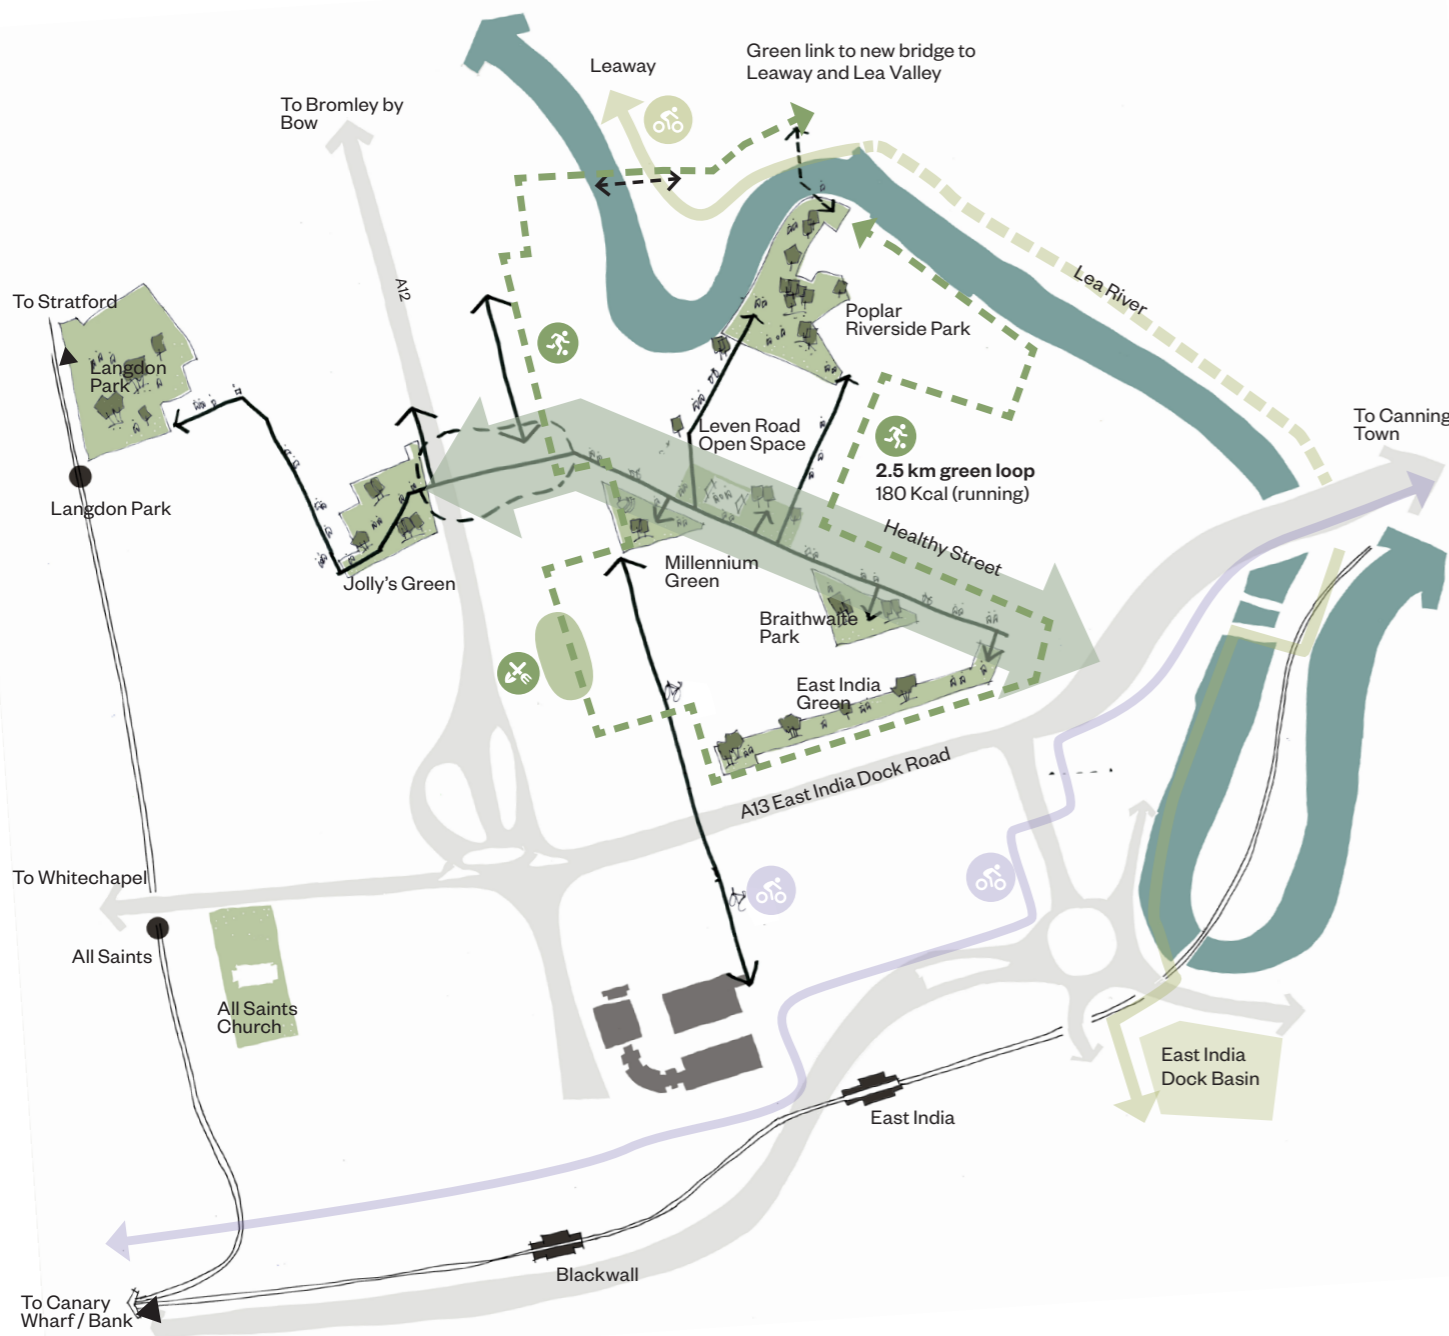 Green link to new bridge to
Leaway and Lea Valley
Leaway
To Bromley by
Bow
A12
Lea River
To Stratford
Langdon
Park
Poplar
Riverside Park
Leven Road
Open Space
To Canning
Town
2.5 km green loop
180 Kcal (running)
Langdon Park
Healthy Street
Jolly's Green
Millennium
Green
Braithwaite
Park
East India
Green
A13 East India Dock Road
To Whitechapel
All Saints
All Saints
Church
East India
Dock Basin
East India
Blackwall
To Canary
Wharf / Bank